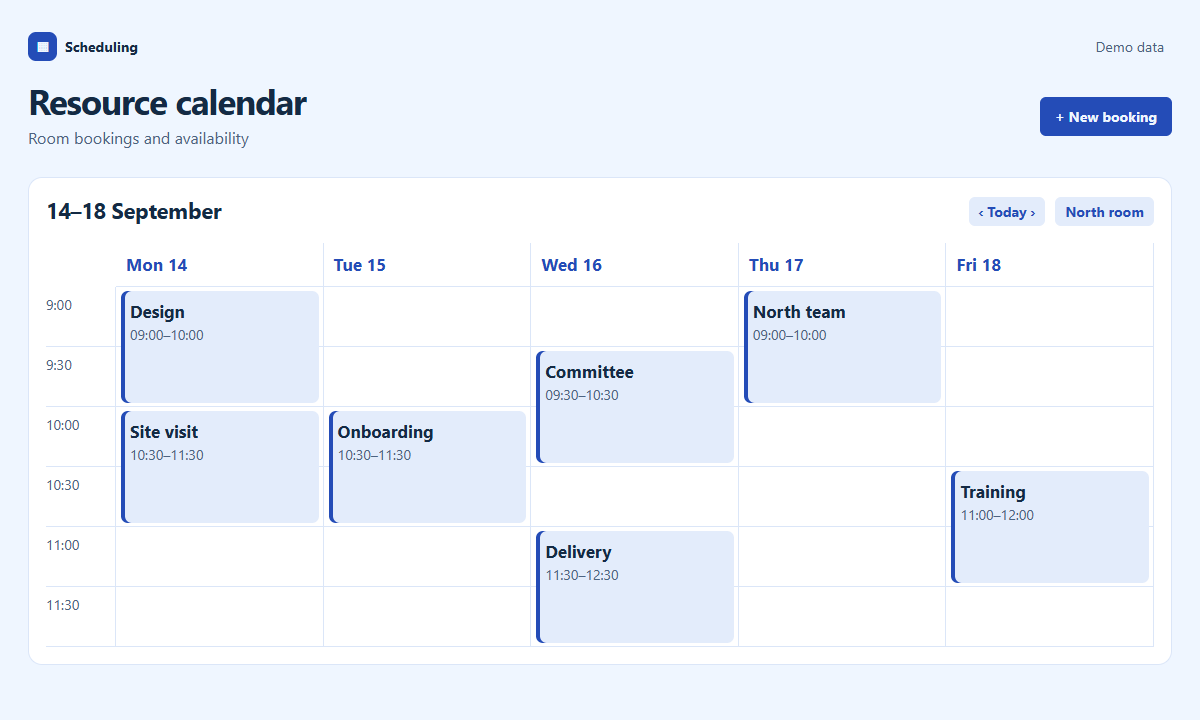 Scheduling
Demo data
Resource calendar
Room bookings and availability
+ New booking
14–18 September
‹ Today ›
North room
Mon 14
Tue 15
Wed 16
Thu 17
Fri 18
9:00
Design
09:00–10:00
North team
09:00–10:00
9:30
Committee
09:30–10:30
10:00
Site visit
10:30–11:30
Onboarding
10:30–11:30
10:30
Training
11:00–12:00
11:00
Delivery
11:30–12:30
11:30